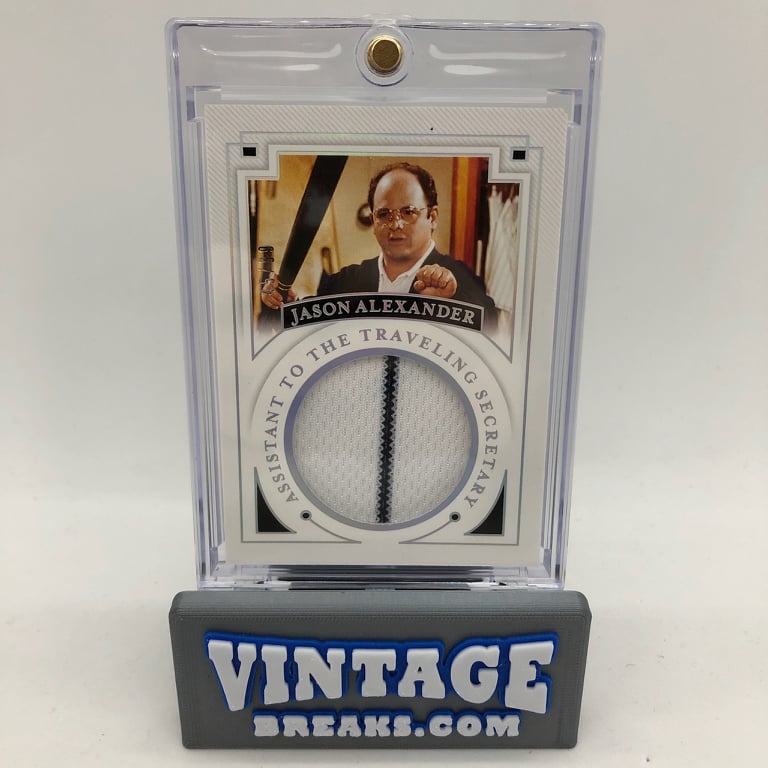 JASON ALEXANDER
ASSISTANT TO THE TRAVELING SECRETARY
VINTAGE
BREAKS.COM